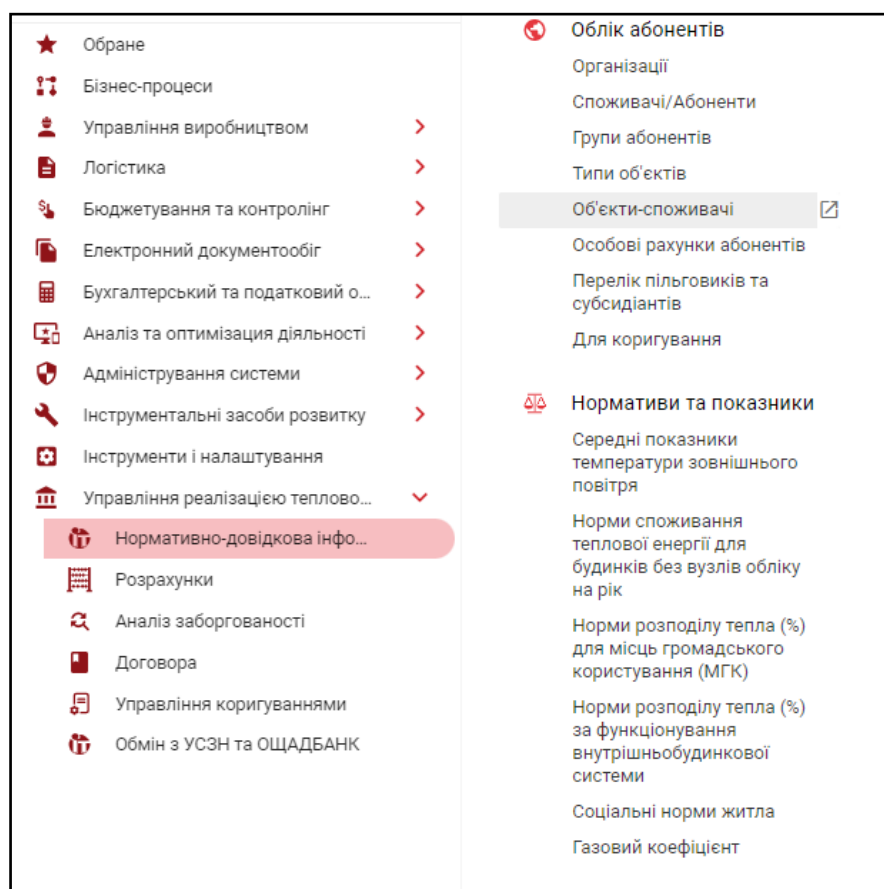 Обране
Бізнес-процеси
Управління виробництвом
Логістика
Бюджетування та контролінг
Електронний документообіг
Бухгалтерський та податковий о...
Аналіз та оптимізация діяльності
Адміністрування системи
Інструментальні засоби розвитку
Інструменти і налаштування
Управління реалізацією теплово...
Нормативно-довідкова інфо...
Розрахунки
Аналіз заборгованості
Договора
Управління коригуваннями
Обмін з УСЗН та ОЩАДБАНК
Облік абонентів
Організації
Споживачі/Абоненти
Групи абонентів
Типи об'єктів
Об'єкти-споживачі
Особові рахунки абонентів
Перелік пільговиків та
субсидіантів
Для коригування
Нормативи та показники
Середні показники
температури зовнішнього
повітря
Норми споживання
теплової енергії для
будинків без вузлів обліку
на рік
Норми розподілу тепла (%)
для місць громадського
користування (МГК)
Норми розподілу тепла (%)
за функціонування
внутрішньобудинкової
системи
Соціальні норми житла
Газовий коефіцієнт